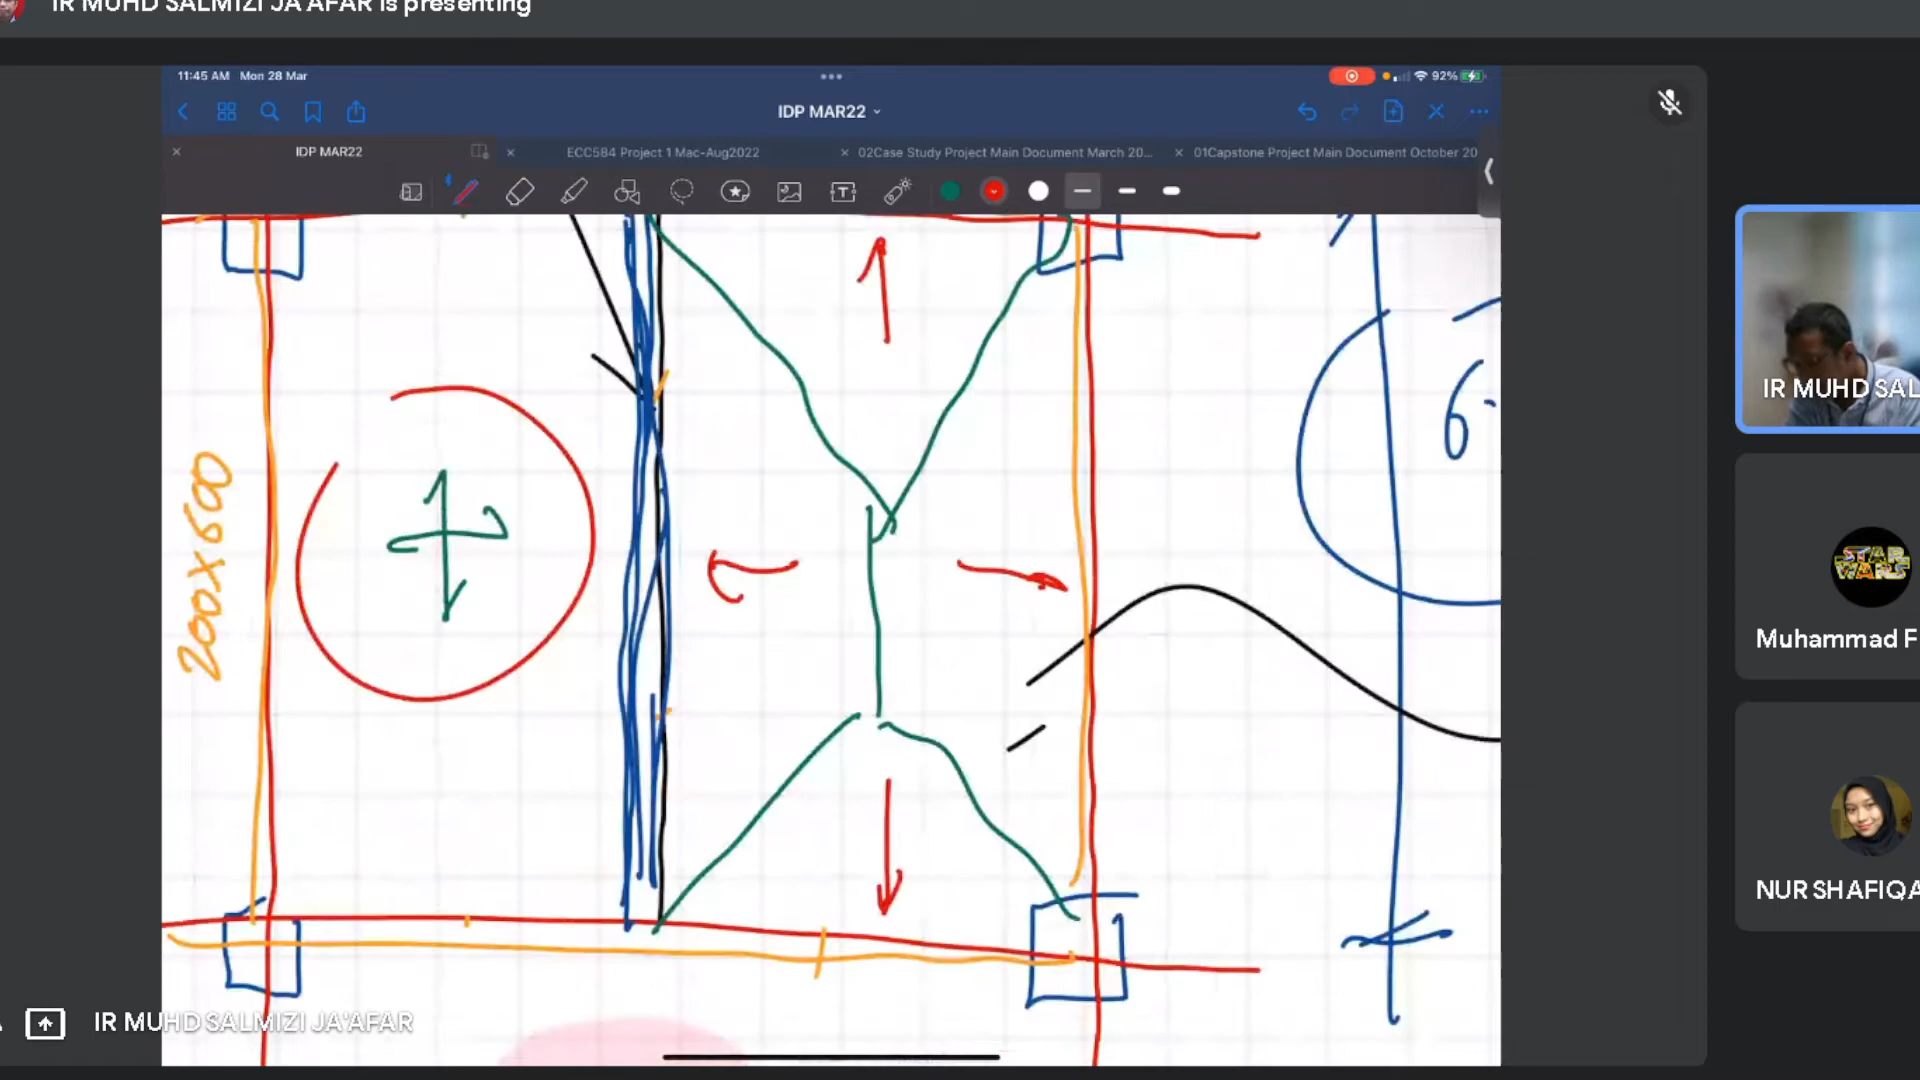 IR MUHD SALMIZI JA'AFAR is presenting
11:45 AM Mon 28 Mar
92%
IDP MAR22
IDP MAR22
ECC584 Project 1 Mac-Aug2022
02Case Study Project Main Document March 20...
01Capstone Project Main Document October 20
200x600
6.
IR MUHD SAL
STAR WARS
Muhammad F
NUR SHAFIQA
IR MUHD SALMIZI JA'AFAR